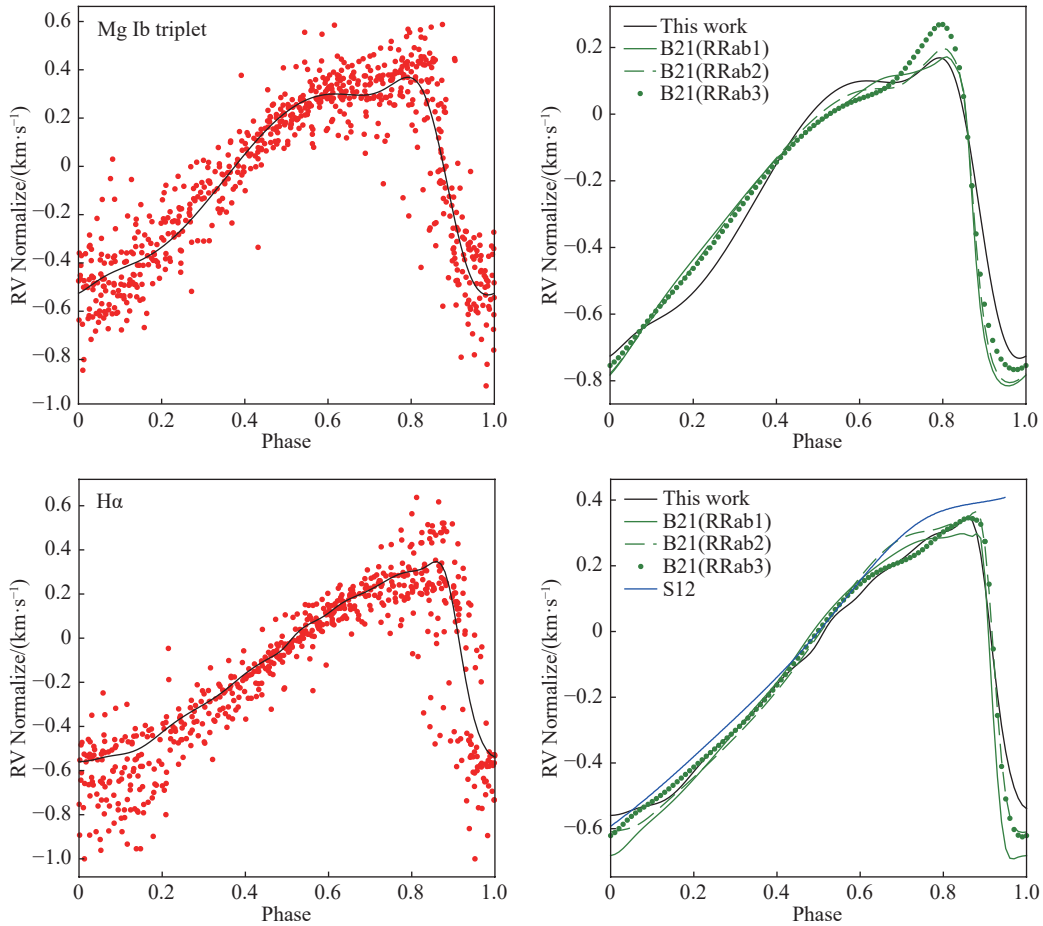 Mg Ib triplet
RV Normalize/(km·s⁻¹)
0.6
0.4
0.2
0
−0.2
−0.4
−0.6
−0.8
−1.0
0 0.2 0.4 0.6 0.8 1.0
Phase
This work
B21(RRab1)
B21(RRab2)
B21(RRab3)
RV Normalize/(km·s⁻¹)
0.2
0
−0.2
−0.4
−0.6
−0.8
0 0.2 0.4 0.6 0.8 1.0
Phase
Hα
RV Normalize/(km·s⁻¹)
0.6
0.4
0.2
0
−0.2
−0.4
−0.6
−0.8
−1.0
0 0.2 0.4 0.6 0.8 1.0
Phase
This work
B21(RRab1)
B21(RRab2)
B21(RRab3)
S12
RV Normalize/(km·s⁻¹)
0.4
0.2
0
−0.2
−0.4
−0.6
0 0.2 0.4 0.6 0.8 1.0
Phase